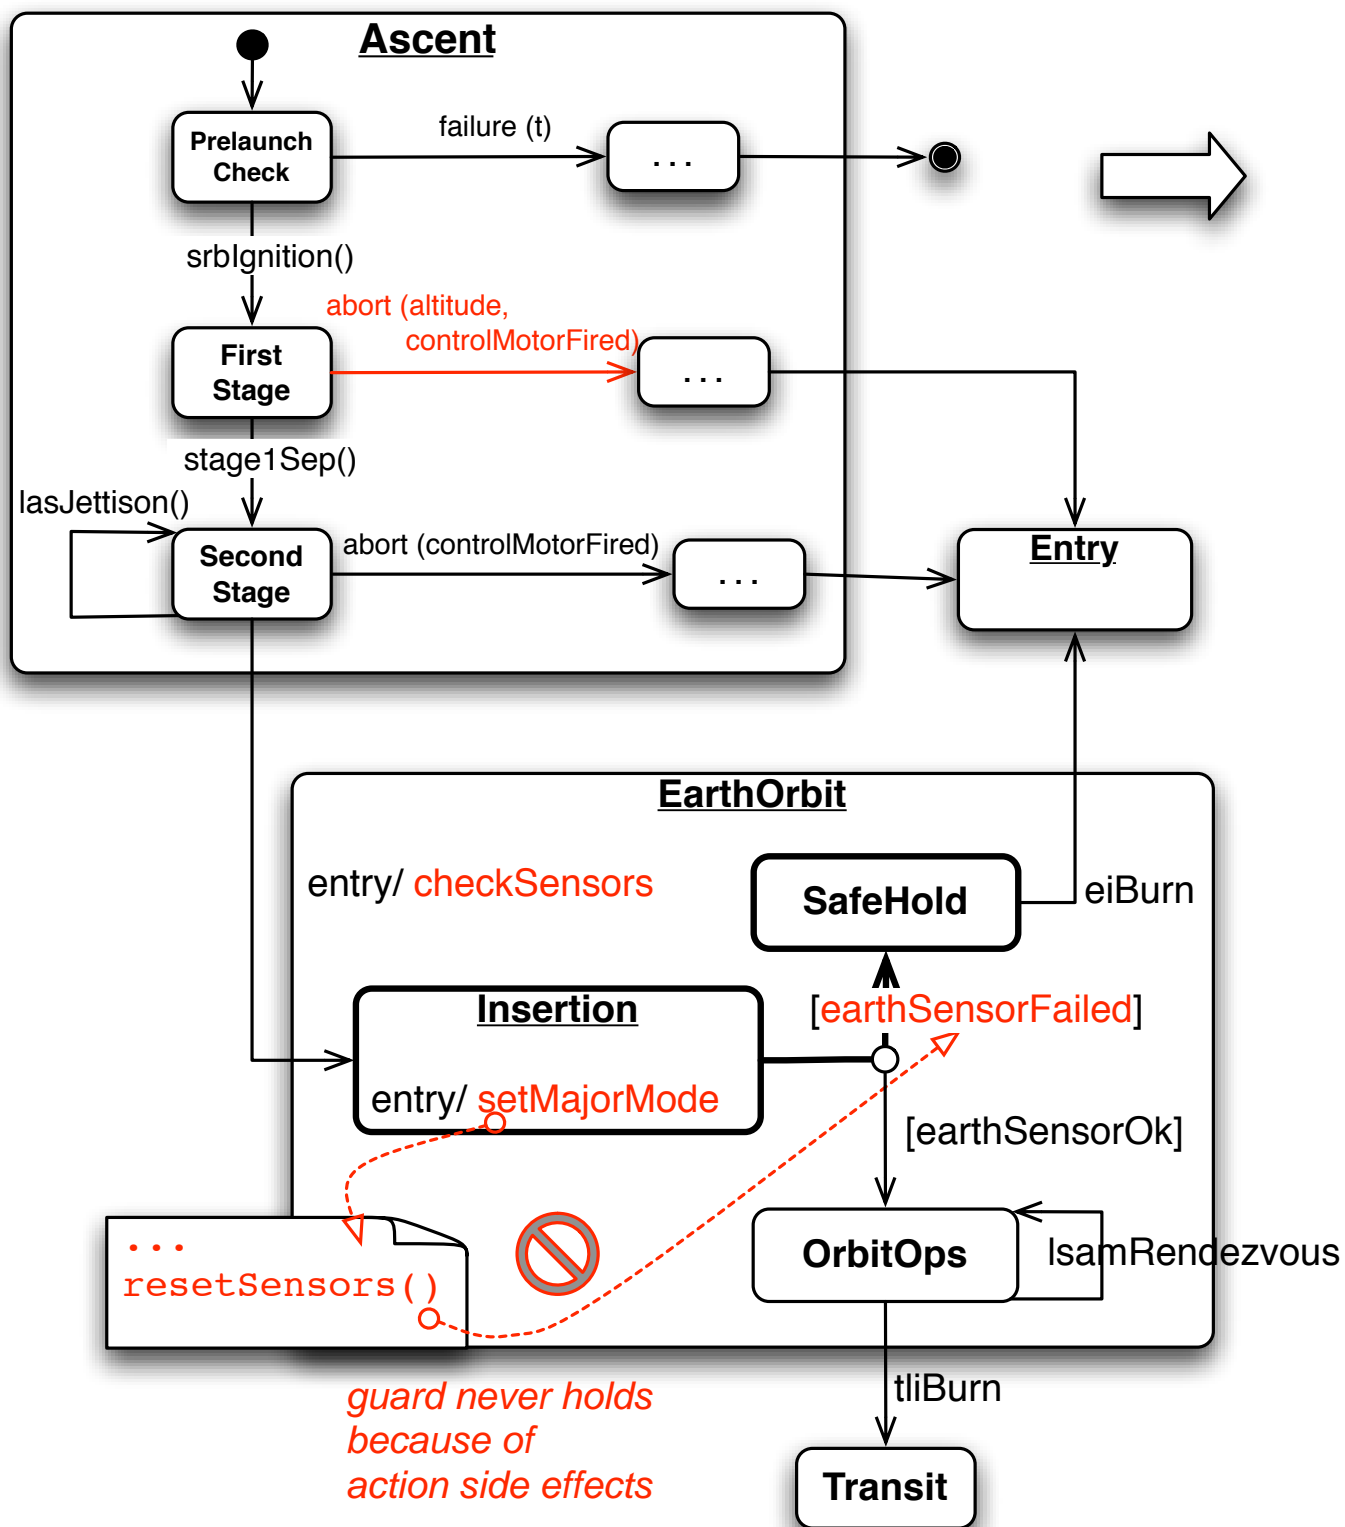 Ascent
Prelaunch
Check
failure (t)
...
srbIgnition()
abort (altitude,
controlMotorFired)
First
Stage
...
stage1Sep()
lasJettison()
Second
Stage
abort (controlMotorFired)
...
Entry
EarthOrbit
entry/ checkSensors
SafeHold
eiBurn
Insertion
[earthSensorFailed]
entry/ setMajorMode
[earthSensorOk]
...
resetSensors()
OrbitOps
lsamRendezvous
guard never holds
because of
action side effects
tliBurn
Transit